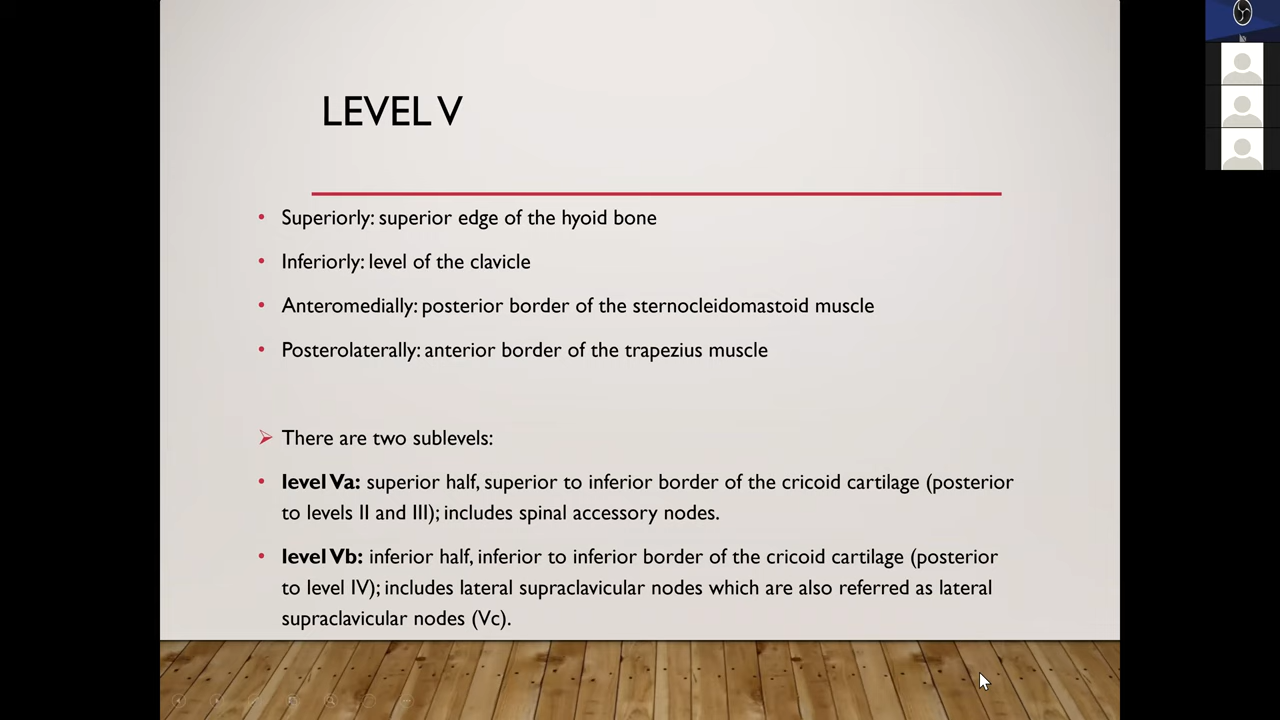 LEVEL V
• Superiorly: superior edge of the hyoid bone
• Inferiorly: level of the clavicle
• Anteromedially: posterior border of the sternocleidomastoid muscle
• Posterolaterally: anterior border of the trapezius muscle
➢ There are two sublevels:
• level Va: superior half, superior to inferior border of the cricoid cartilage (posterior
to levels II and III); includes spinal accessory nodes.
• level Vb: inferior half, inferior to inferior border of the cricoid cartilage (posterior
to level IV); includes lateral supraclavicular nodes which are also referred as lateral
supraclavicular nodes (Vc).